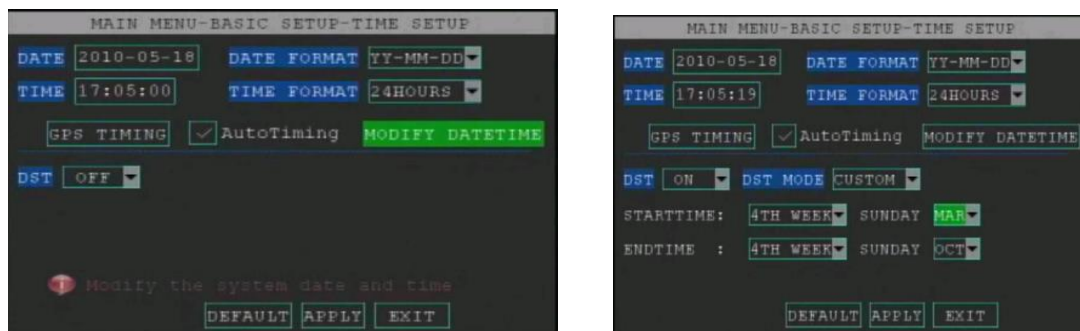 MAIN MENU-BASIC SETUP-TIME SETUP
DATE 2010-05-18 DATE FORMAT YY-MM-DD
TIME 17:05:00 TIME FORMAT 24HOURS
GPS TIMING AutoTiming MODIFY DATETIME
DST OFF
Modify the system date and time
DEFAULT APPLY EXIT
MAIN MENU-BASIC SETUP-TIME SETUP
DATE 2010-05-18 DATE FORMAT YY-MM-DD
TIME 17:05:19 TIME FORMAT 24HOURS
GPS TIMING AutoTiming MODIFY DATETIME
DST ON DST MODE CUSTOM
STARTTIME: 4TH WEEK SUNDAY MAR
ENDTIME : 4TH WEEK SUNDAY OCT
DEFAULT APPLY EXIT